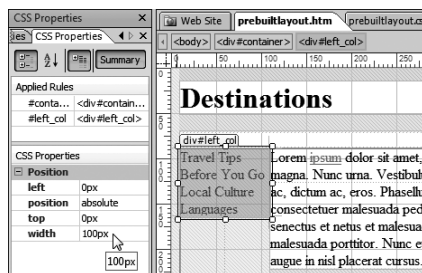 CSS Properties ×
CSS Properties
Summary
Applied Rules
#conta... <div#contain...
#left_col <div#left_col>
CSS Properties
Position
left 0px
position absolute
top 0px
width 100px
100px
Web Site prebuiltlayout.htm prebuiltlayout.cs
<body> <div#container> <div#left_col>
50 100 150 200 250
Destinations
div#left_col
Travel Tips
Before You Go
Local Culture
Languages
Lorem ipsum dolor sit amet,
magna. Nunc urna. Vestibul
ac, dictum ac, eros. Phasellu
consectetuer malesuada ped
senectus et netus et malesua
malesuada porttitor. Nunc e
augue in nisl placerat cursus.